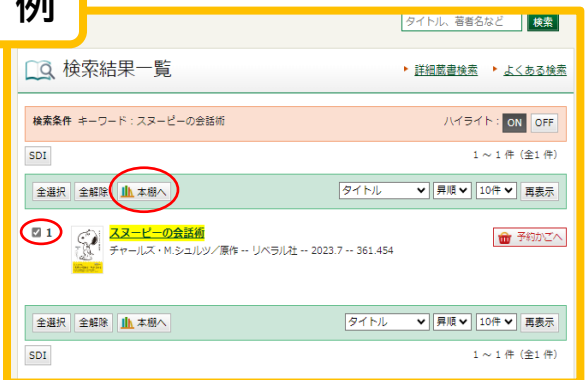 例
タイトル、著者名など 検索
検索結果一覧 詳細蔵書検索 よくある検索
検索条件 キーワード：スヌーピーの会話術 ハイライト： ON OFF
SDI 1 ～ 1 件（全1 件）
全選択 全解除 本棚へ タイトル 昇順 10件 再表示
1 スヌーピーの会話術 予約かごへ
チャールズ・M.シュルツ／原作 -- リベラル社 -- 2023.7 -- 361.454
全選択 全解除 本棚へ タイトル 昇順 10件 再表示
SDI 1 ～ 1 件（全1 件）